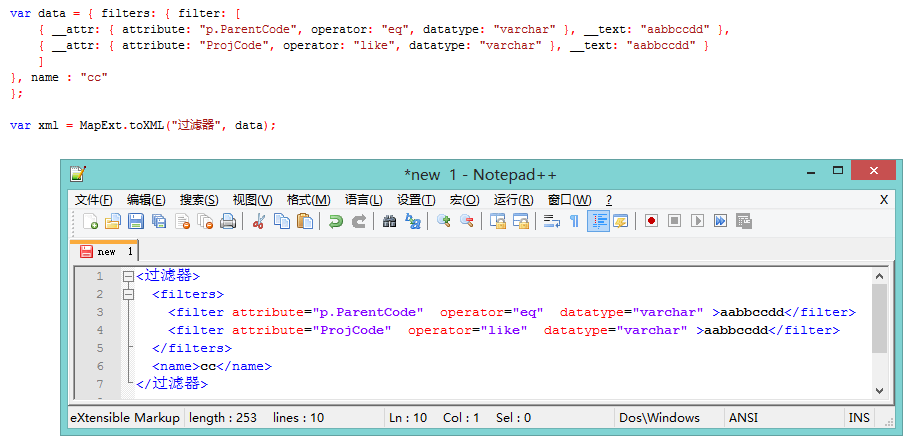 var data = { filters: { filter: [
{ __attr: { attribute: "p.ParentCode", operator: "eq", datatype: "varchar" }, __text: "aabbccdd" },
{ __attr: { attribute: "ProjCode", operator: "like", datatype: "varchar" }, __text: "aabbccdd" }
]
}, name : "cc"
};
var xml = MapExt.toXML("过滤器", data);
*new 1 - Notepad++
文件(F) 编辑(E) 搜索(S) 视图(V) 格式(M) 语言(L) 设置(T) 宏(O) 运行(R) 窗口(W) ? X
new 1
1 <过滤器>
2 <filters>
3 <filter attribute="p.ParentCode" operator="eq" datatype="varchar" >aabbccdd</filter>
4 <filter attribute="ProjCode" operator="like" datatype="varchar" >aabbccdd</filter>
5 </filters>
6 <name>cc</name>
7 </过滤器>
eXtensible Markup length : 253 lines : 10 Ln : 10 Col : 1 Sel : 0 Dos\Windows ANSI INS